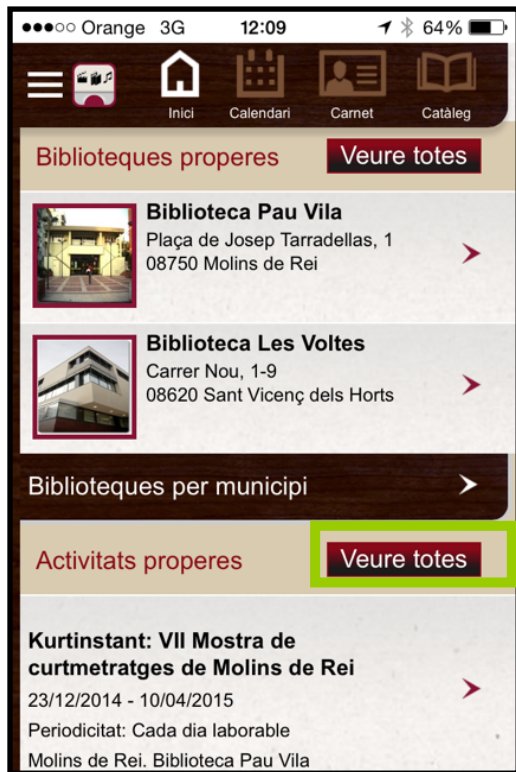 Orange 3G 12:09 64%
Inici Calendari Carnet Catàleg
Biblioteques properes Veure totes
Biblioteca Pau Vila
Plaça de Josep Tarradellas, 1
08750 Molins de Rei
Biblioteca Les Voltes
Carrer Nou, 1-9
08620 Sant Vicenç dels Horts
Biblioteques per municipi
Activitats properes Veure totes
Kurtinstant: VII Mostra de
curtmetratges de Molins de Rei
23/12/2014 - 10/04/2015
Periodicitat: Cada dia laborable
Molins de Rei. Biblioteca Pau Vila